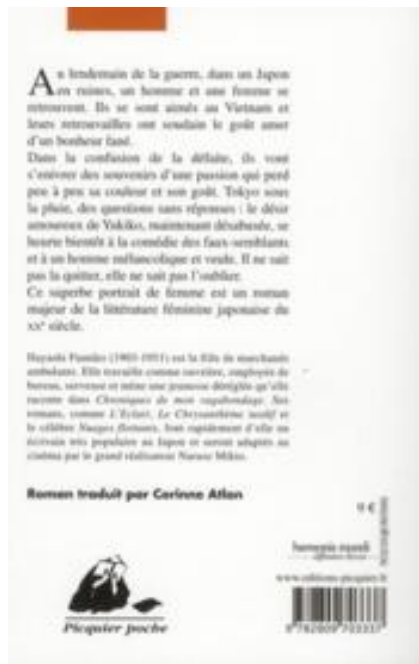 Au lendemain de la guerre, dans un Japon
en ruines, un homme et une femme se
retrouvent. Ils se sont aimés au Vietnam et
leurs retrouvailles ont soudain le goût amer
d'un bonheur fané.
Dans la confusion de la défaite, ils vont
s'enivrer des souvenirs d'une passion qui perd
peu à peu sa couleur et son goût. Tokyo sous
la pluie, des questions sans réponses : le désir
amoureux de Yukiko, maintenant désabusée, se
heurte bientôt à la comédie des faux-semblants
et à un homme mélancolique et veule. Il ne sait
pas la quitter, elle ne sait pas l'oublier.
Ce superbe portrait de femme est un roman
majeur de la littérature féminine japonaise du
XXe siècle.
Hayashi Fumiko (1903-1951) est la fille de marchands
ambulants. Elle travaille comme ouvrière, employée de
bureau, serveuse et mène une jeunesse déréglée qu'elle
raconte dans Chroniques de mon vagabondage. Ses
romans, comme L'Éclair, Le Chrysanthème tardif et
le célèbre Nuages flottants, font rapidement d'elle un
écrivain très populaire au Japon et seront adaptés au
cinéma par le grand réalisateur Naruse Mikio.
Roman traduit par Corinne Atlan
9 €
harmonia mundi
diffusion livres
www.editions-picquier.fr
Picquier poche
9 782809 703337